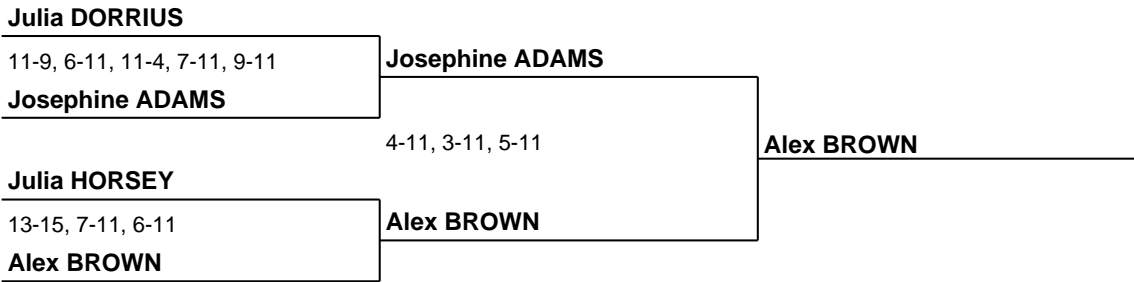 Julia DORRIUS
11-9, 6-11, 11-4, 7-11, 9-11
Josephine ADAMS
Josephine ADAMS
4-11, 3-11, 5-11
Alex BROWN
Julia HORSEY
13-15, 7-11, 6-11
Alex BROWN
Alex BROWN